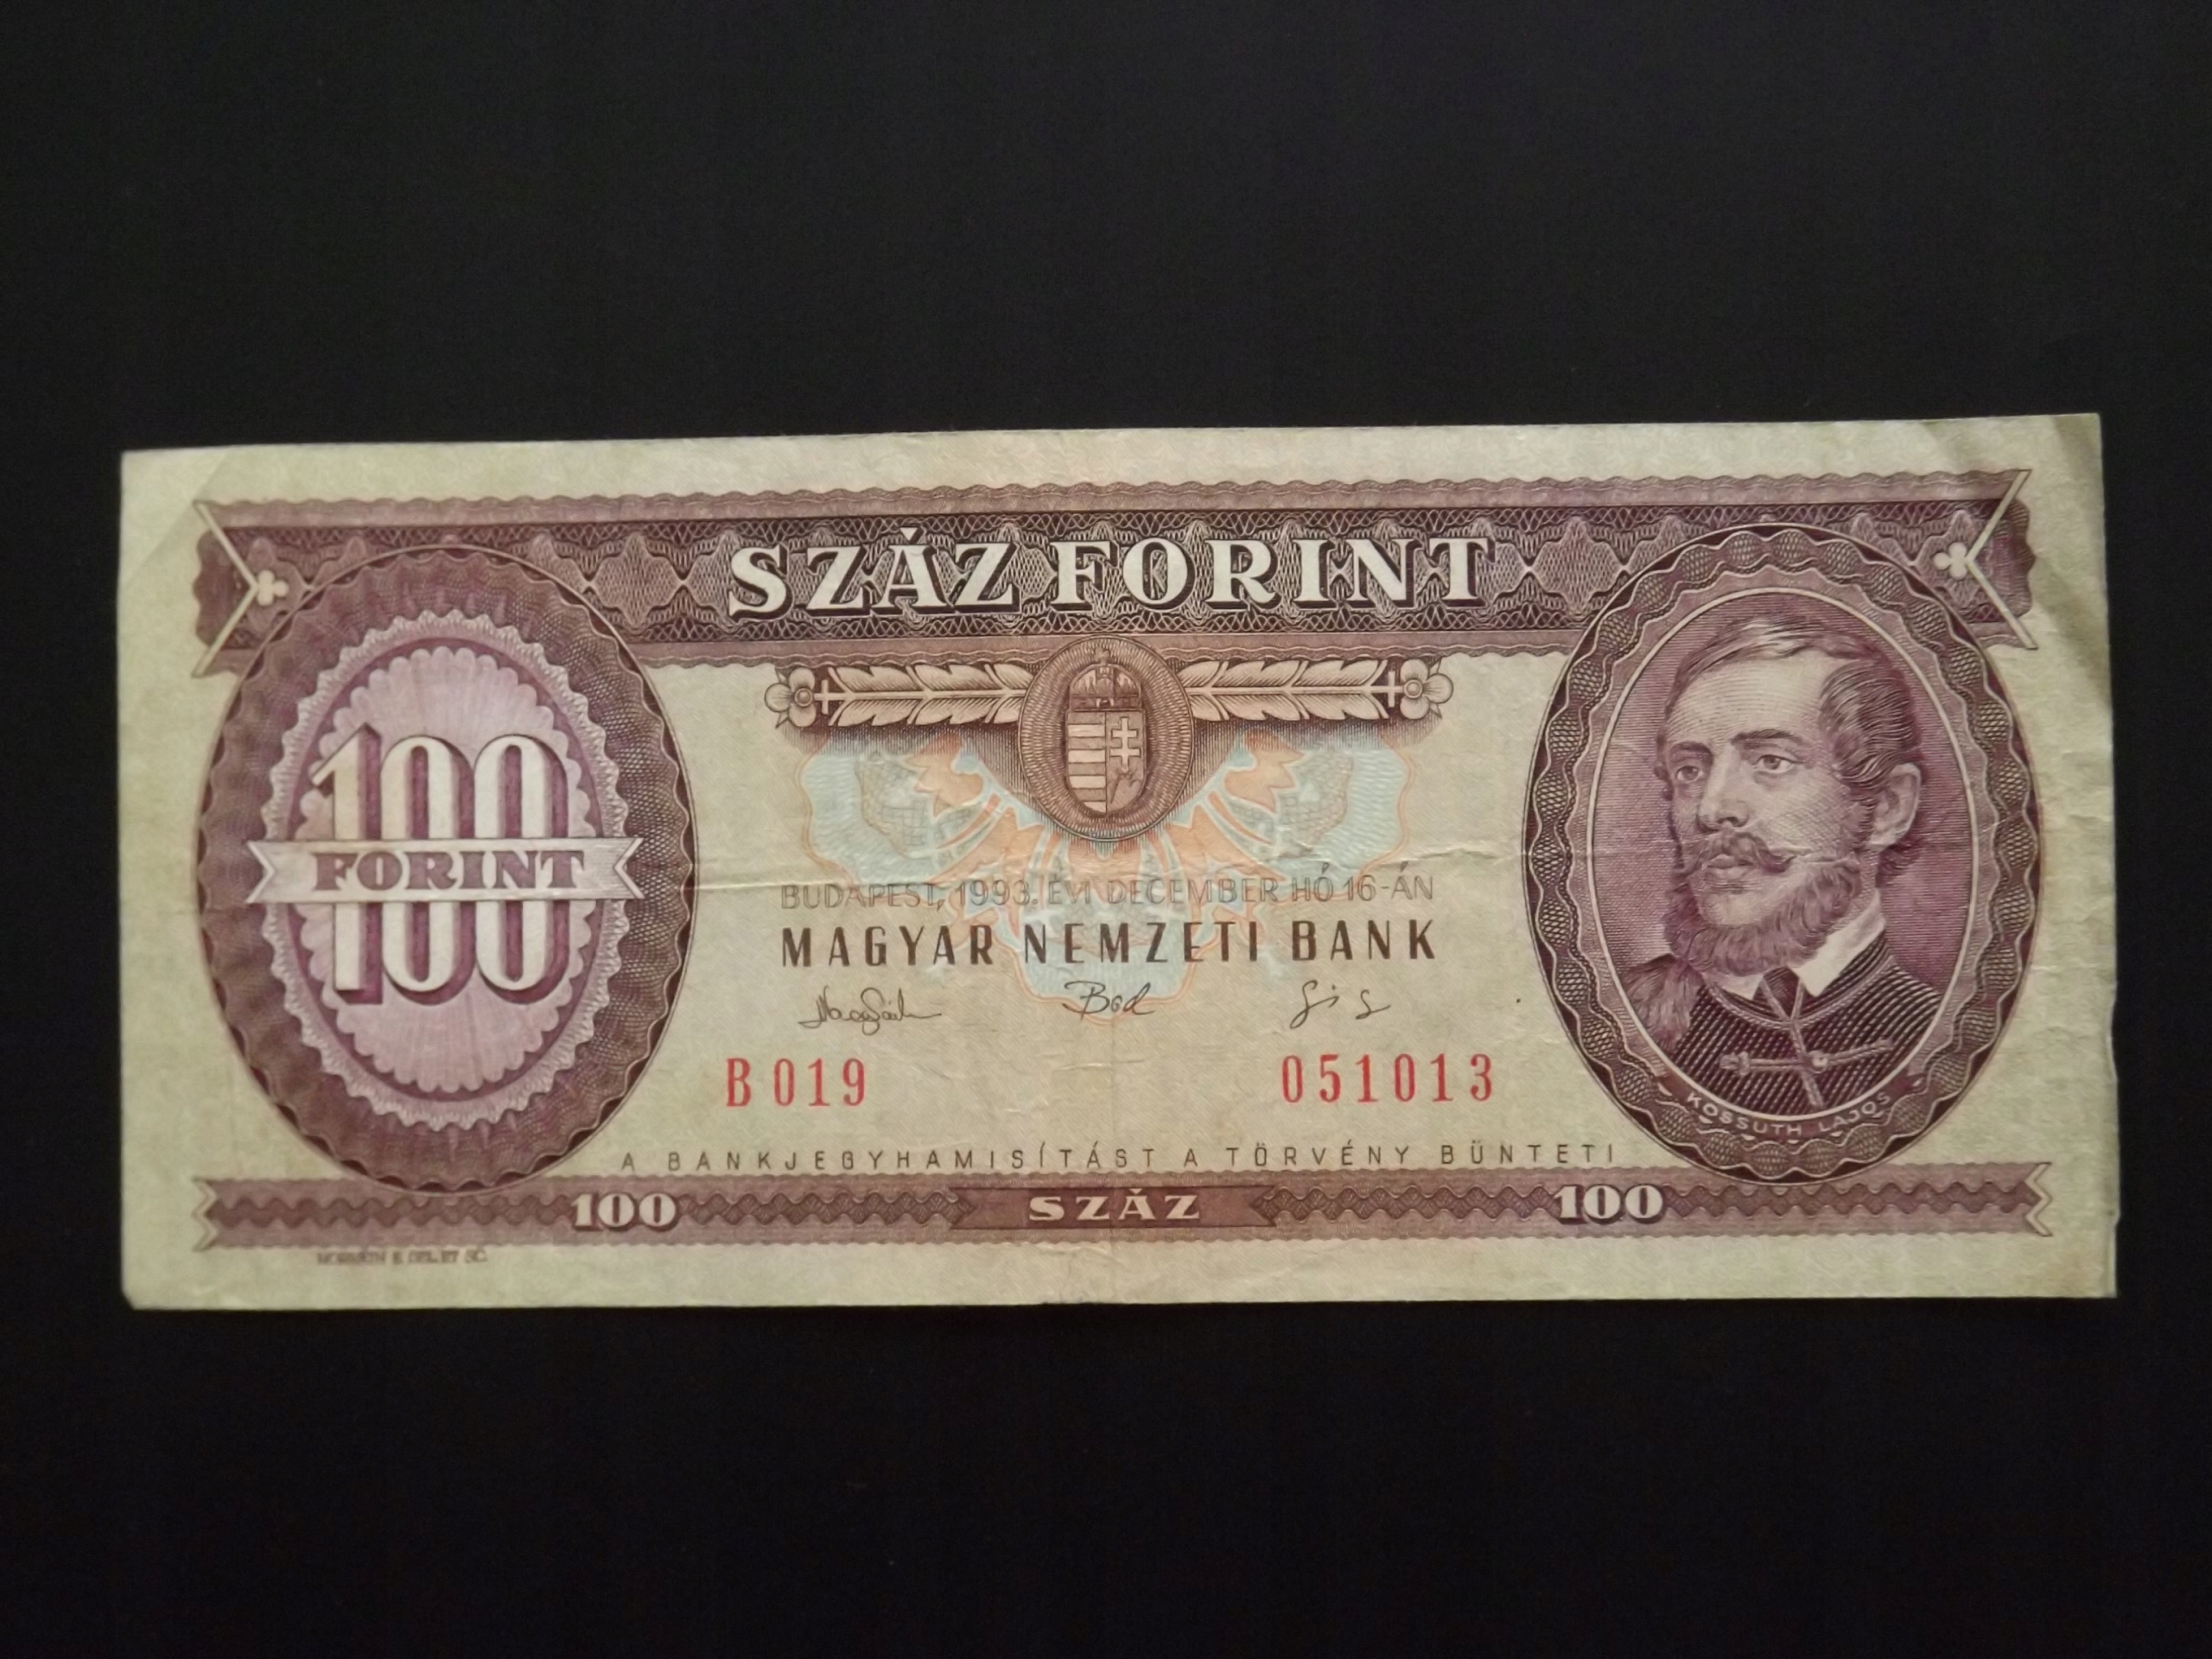 SZÁZ FORINT
100
FORINT
100
BUDAPEST, 1993. ÉVI DECEMBER HÓ 16-ÁN
MAGYAR NEMZETI BANK
B 019 051013
KOSSUTH LAJOS
A BANKJEGYHAMISÍTÁST A TÖRVÉNY BÜNTETI
100 SZÁZ 100